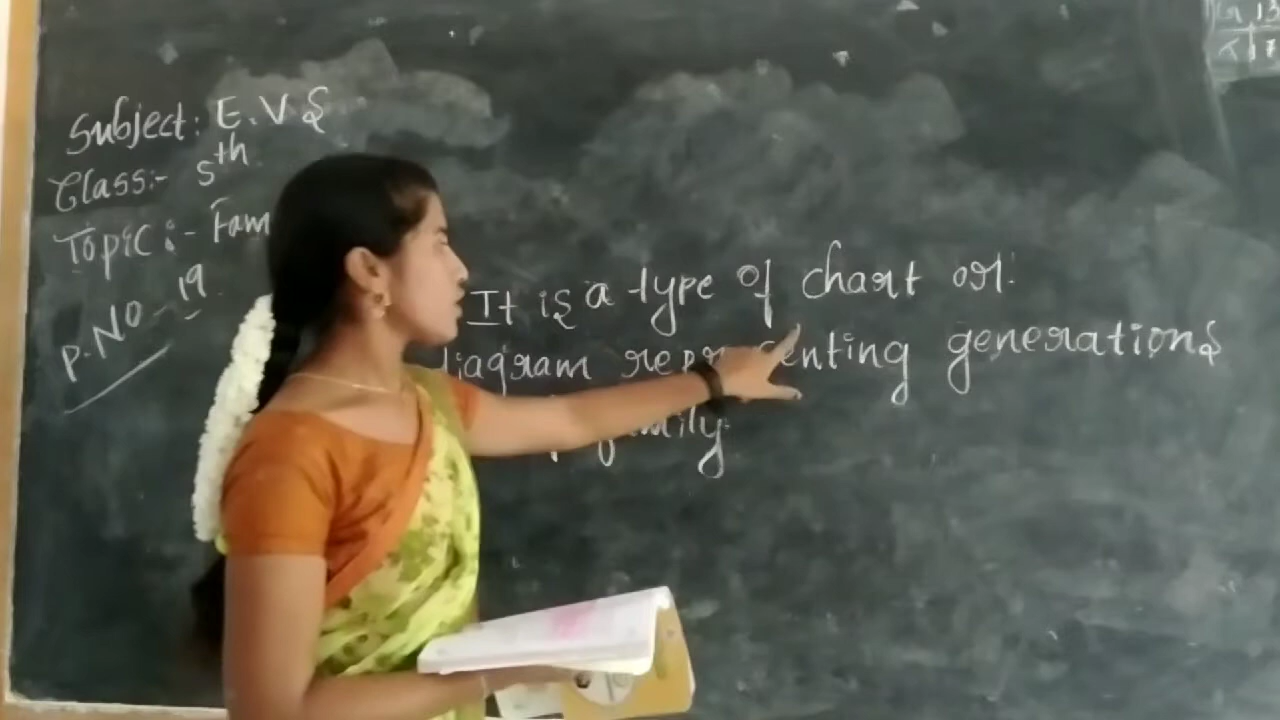 Subject: E.V.S
Class:- 5th
Topic:- Fam
P.NO-19
It is a type of chart or
diagram representing generations
family.